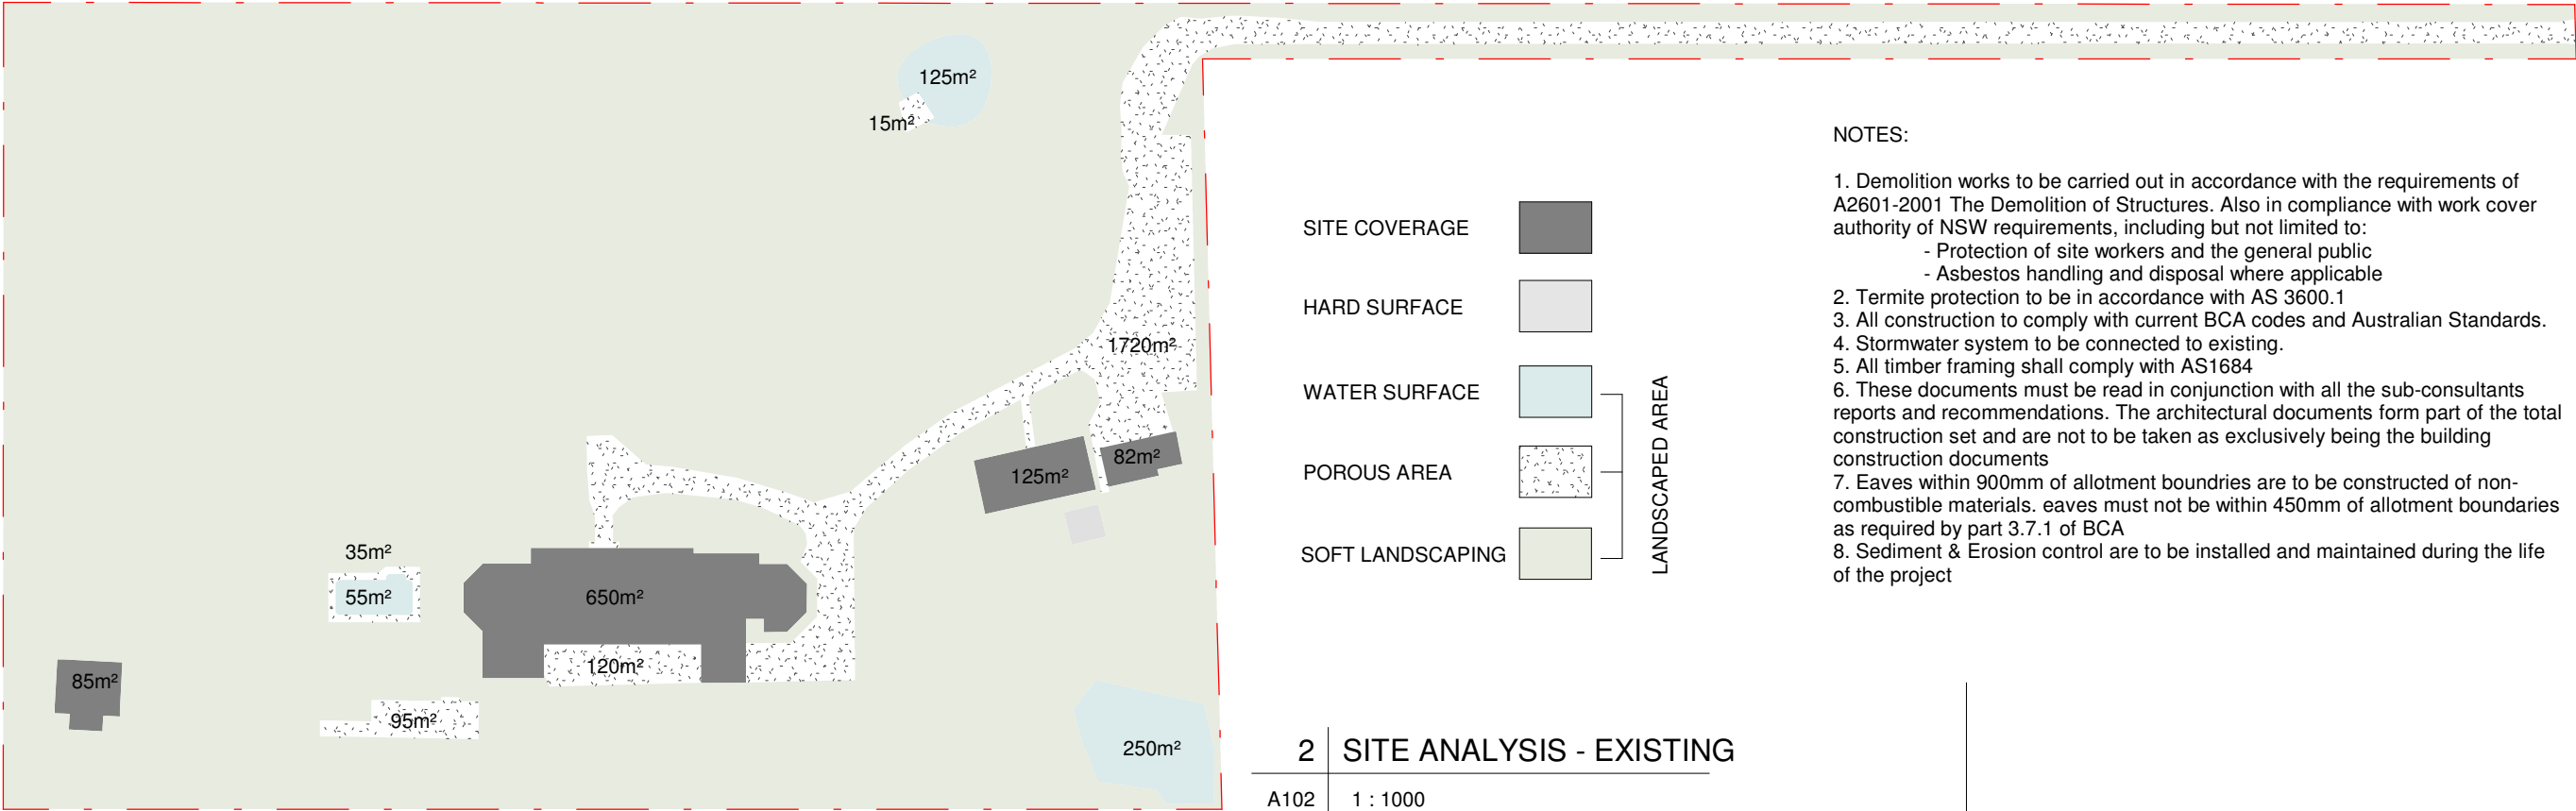 125m²
15m²
1720m²
125m²
82m²
35m²
55m²
650m²
120m²
85m²
95m²
250m²
SITE COVERAGE
HARD SURFACE
WATER SURFACE
POROUS AREA
SOFT LANDSCAPING
LANDSCAPED AREA
NOTES:
1. Demolition works to be carried out in accordance with the requirements of
A2601-2001 The Demolition of Structures. Also in compliance with work cover
authority of NSW requirements, including but not limited to:
- Protection of site workers and the general public
- Asbestos handling and disposal where applicable
2. Termite protection to be in accordance with AS 3600.1
3. All construction to comply with current BCA codes and Australian Standards.
4. Stormwater system to be connected to existing.
5. All timber framing shall comply with AS1684
6. These documents must be read in conjunction with all the sub-consultants
reports and recommendations. The architectural documents form part of the total
construction set and are not to be taken as exclusively being the building
construction documents
7. Eaves within 900mm of allotment boundries are to be constructed of non-
combustible materials. eaves must not be within 450mm of allotment boundaries
as required by part 3.7.1 of BCA
8. Sediment & Erosion control are to be installed and maintained during the life
of the project
2 SITE ANALYSIS - EXISTING
A102 1 : 1000